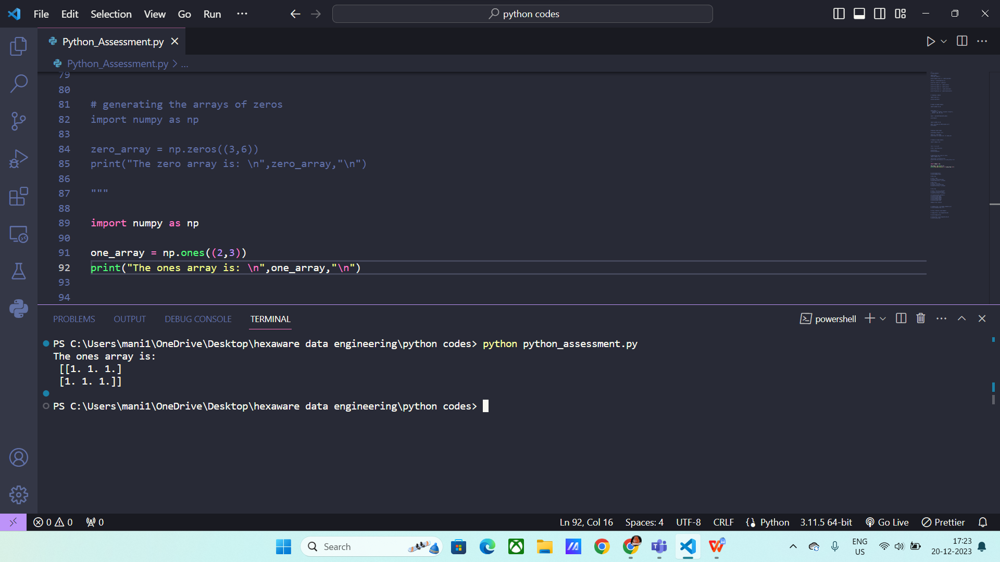 File Edit Selection View Go Run ··· python codes
Python_Assessment.py
Python_Assessment.py > ...
79
80
81 # generating the arrays of zeros
82 import numpy as np
83
84 zero_array = np.zeros((3,6))
85 print("The zero array is: \n",zero_array,"\n")
86
87 """
88
89 import numpy as np
90
91 one_array = np.ones((2,3))
92 print("The ones array is: \n",one_array,"\n")
93
94
PROBLEMS OUTPUT DEBUG CONSOLE TERMINAL powershell
PS C:\Users\mani1\OneDrive\Desktop\hexaware data engineering\python codes> python python_assessment.py
The ones array is:
[[1. 1. 1.]
[1. 1. 1.]]
PS C:\Users\mani1\OneDrive\Desktop\hexaware data engineering\python codes>
0 0 0 Ln 92, Col 16 Spaces: 4 UTF-8 CRLF Python 3.11.5 64-bit Go Live Prettier
Search ENG 17:23
US 20-12-2023